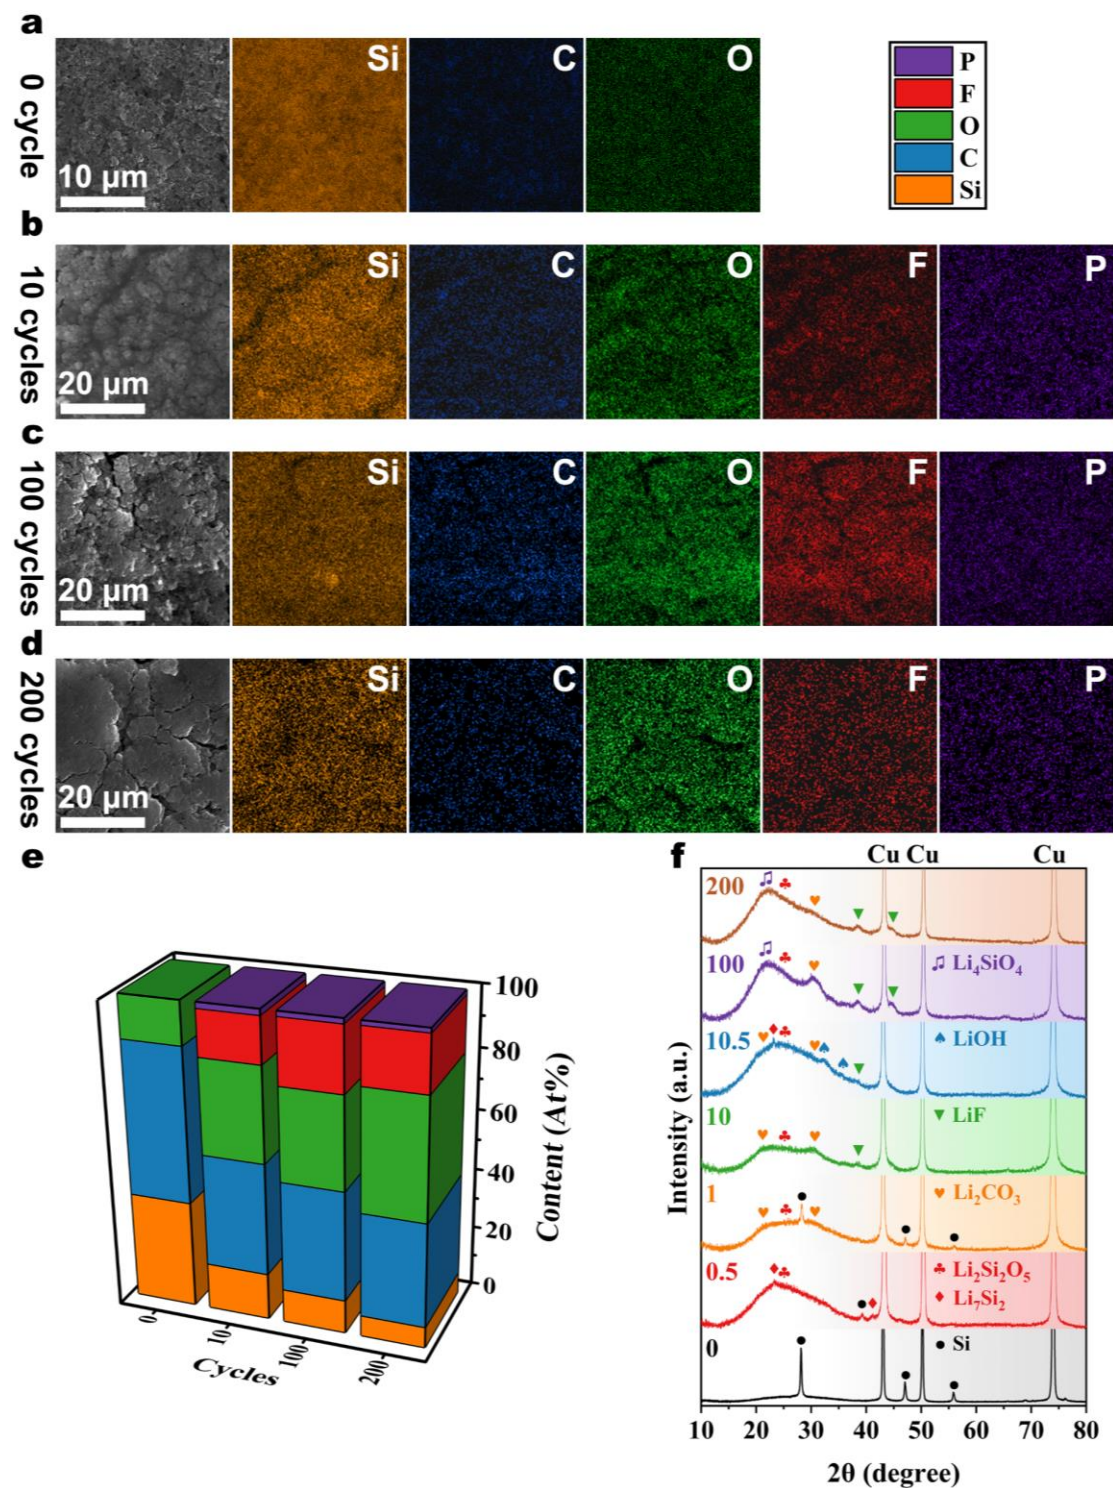 a
0 cycle
10 μm
Si
C
O
P
F
O
C
Si
b
10 cycles
20 μm
Si
C
O
F
P
c
100 cycles
20 μm
Si
C
O
F
P
d
200 cycles
20 μm
Si
C
O
F
P
e
100
80
60
40
20
0
Content (At%)
0
10
100
200
Cycles
f
Cu Cu Cu
200
100
Li₄SiO₄
10.5
LiOH
10
LiF
1
Li₂CO₃
0.5
Li₂Si₂O₅
Li₇Si₂
0
Si
Intensity (a.u.)
10 20 30 40 50 60 70 80
2θ (degree)